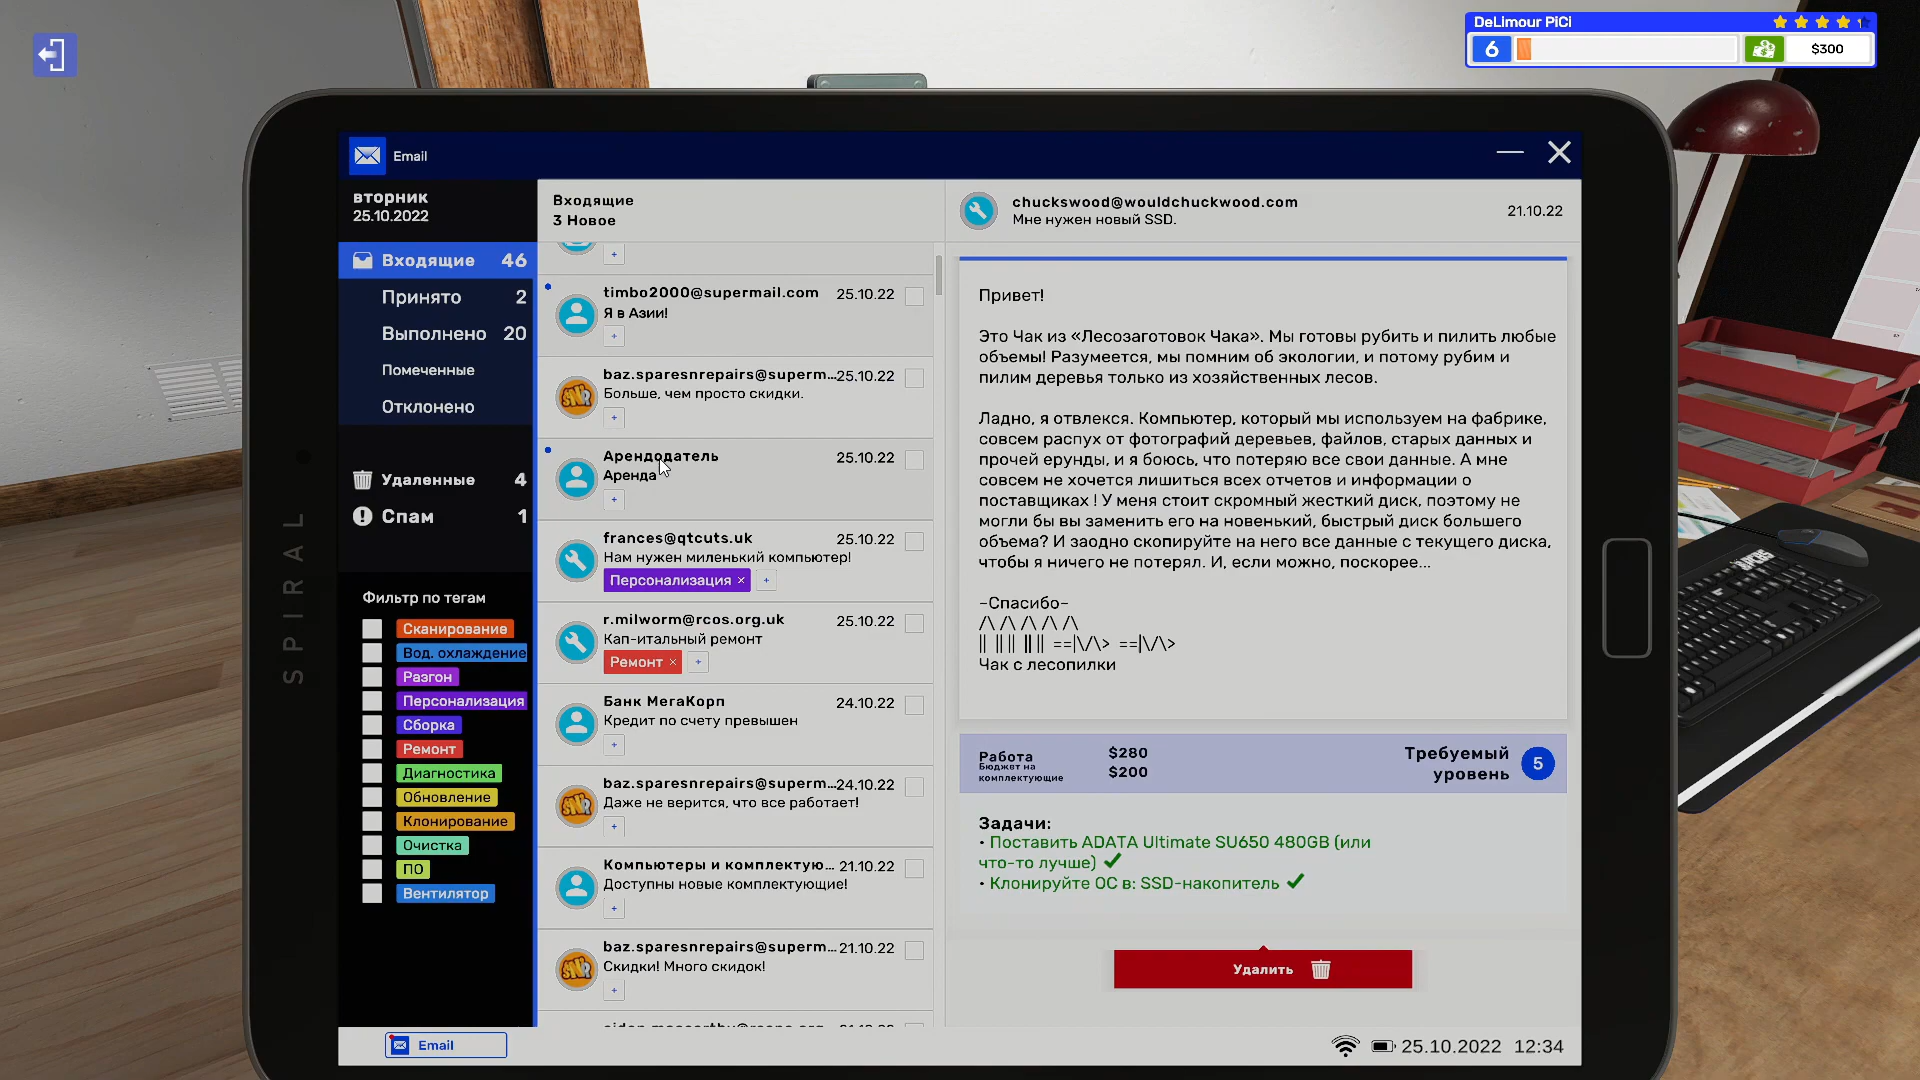 DeLimour PiCi
6
$300
Email
вторник
25.10.2022
Входящие 46
Принято 2
Выполнено 20
Помеченные
Отклонено
Удаленные 4
Спам 1
Фильтр по тегам
Сканирование
Вод. охлаждение
Разгон
Персонализация
Сборка
Ремонт
Диагностика
Обновление
Клонирование
Очистка
ПО
Вентилятор
Входящие
3 Новое
+
timbo2000@supermail.com 25.10.22
Я в Азии!
+
baz.sparesnrepairs@superm... 25.10.22
Больше, чем просто скидки.
+
Арендодатель 25.10.22
Аренда
+
frances@qtcuts.uk 25.10.22
Нам нужен миленький компьютер!
Персонализация × +
r.milworm@rcos.org.uk 25.10.22
Кап-итальный ремонт
Ремонт × +
Банк МегаКорп 24.10.22
Кредит по счету превышен
+
baz.sparesnrepairs@superm... 24.10.22
Даже не верится, что все работает!
+
Компьютеры и комплектую... 21.10.22
Доступны новые комплектующие!
+
baz.sparesnrepairs@superm... 21.10.22
Скидки! Много скидок!
+
chuckswood@wouldchuckwood.com
Мне нужен новый SSD.
21.10.22
Привет!
Это Чак из «Лесозаготовок Чака». Мы готовы рубить и пилить любые
объемы! Разумеется, мы помним об экологии, и потому рубим и
пилим деревья только из хозяйственных лесов.
Ладно, я отвлекся. Компьютер, который мы используем на фабрике,
совсем распух от фотографий деревьев, файлов, старых данных и
прочей ерунды, и я боюсь, что потеряю все свои данные. А мне
совсем не хочется лишиться всех отчетов и информации о
поставщиках ! У меня стоит скромный жесткий диск, поэтому не
могли бы вы заменить его на новенький, быстрый диск большего
объема? И заодно скопируйте на него все данные с текущего диска,
чтобы я ничего не потерял. И, если можно, поскорее...
–Спасибо–
/\ /\ /\ /\ /\
|| || || || || ==|\/\> ==|\/\>
Чак с лесопилки
Работа $280
Бюджет на комплектующие $200
Требуемый
уровень 5
Задачи:
• Поставить ADATA Ultimate SU650 480GB (или
что-то лучше) ✔
• Клонируйте ОС в: SSD-накопитель ✔
Удалить
Email
25.10.2022 12:34
SPIRAL